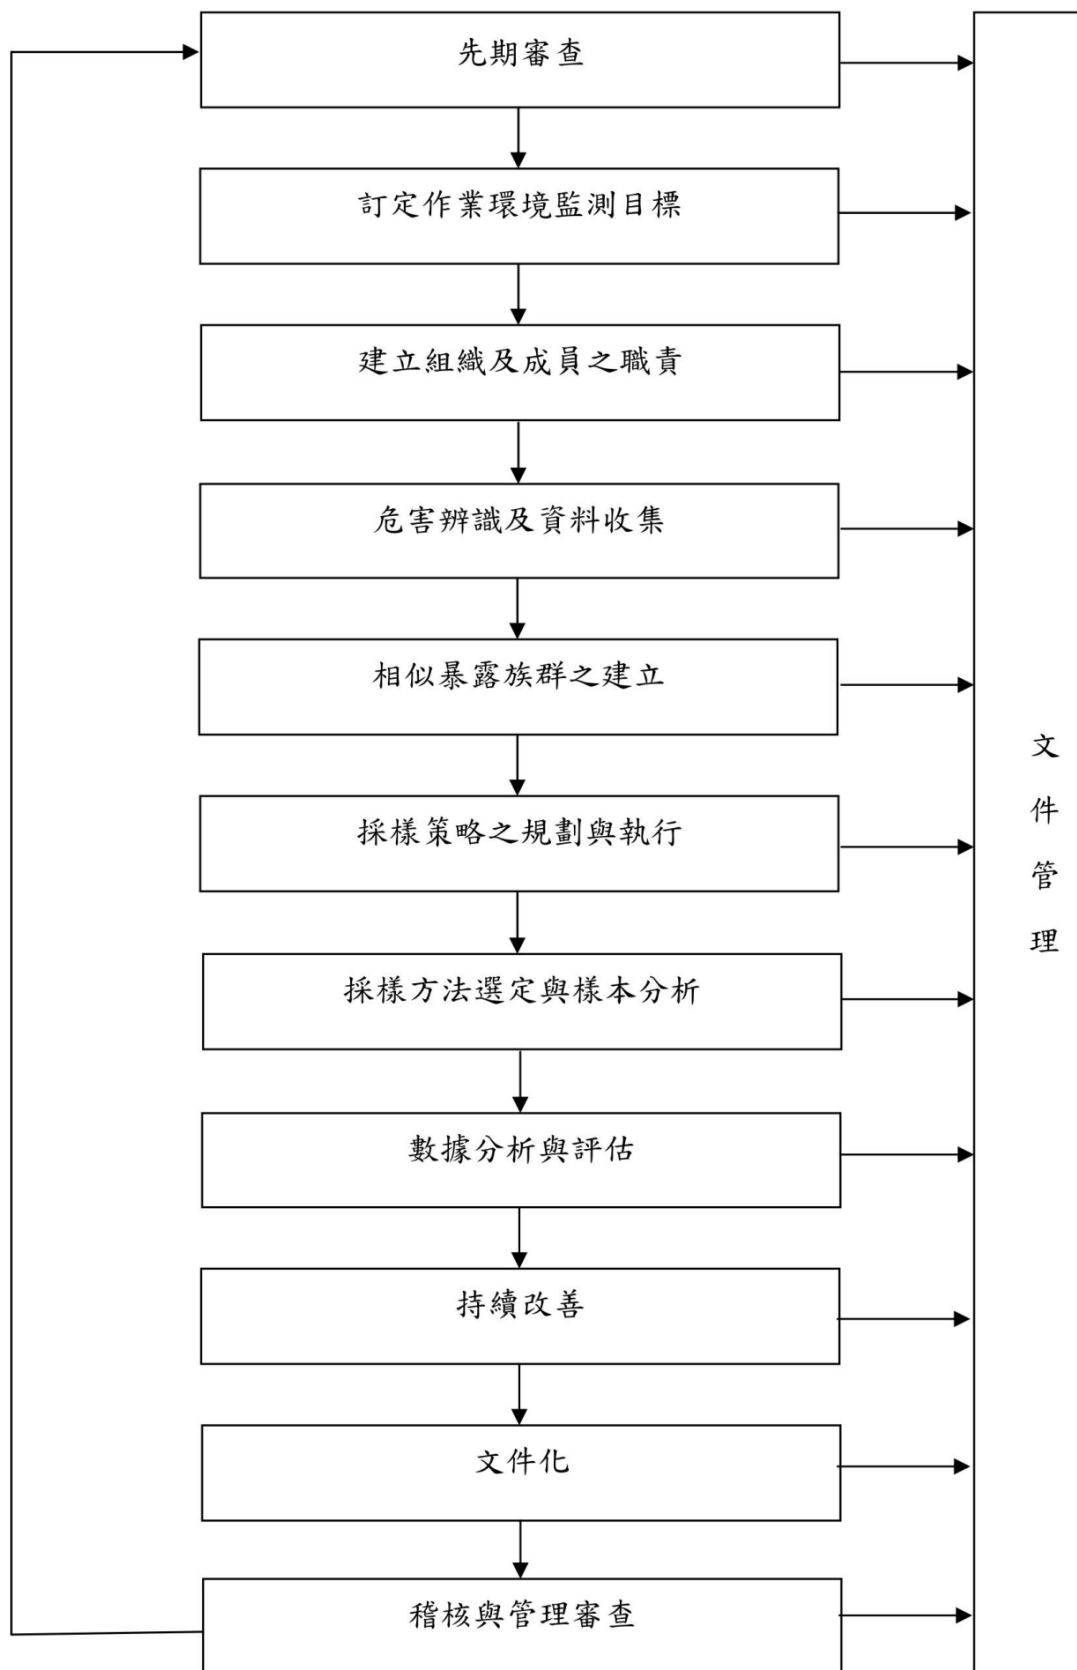 先期審查
訂定作業環境監測目標
建立組織及成員之職責
危害辨識及資料收集
相似暴露族群之建立
採樣策略之規劃與執行
採樣方法選定與樣本分析
數據分析與評估
持續改善
文件化
稽核與管理審查
文
件
管
理